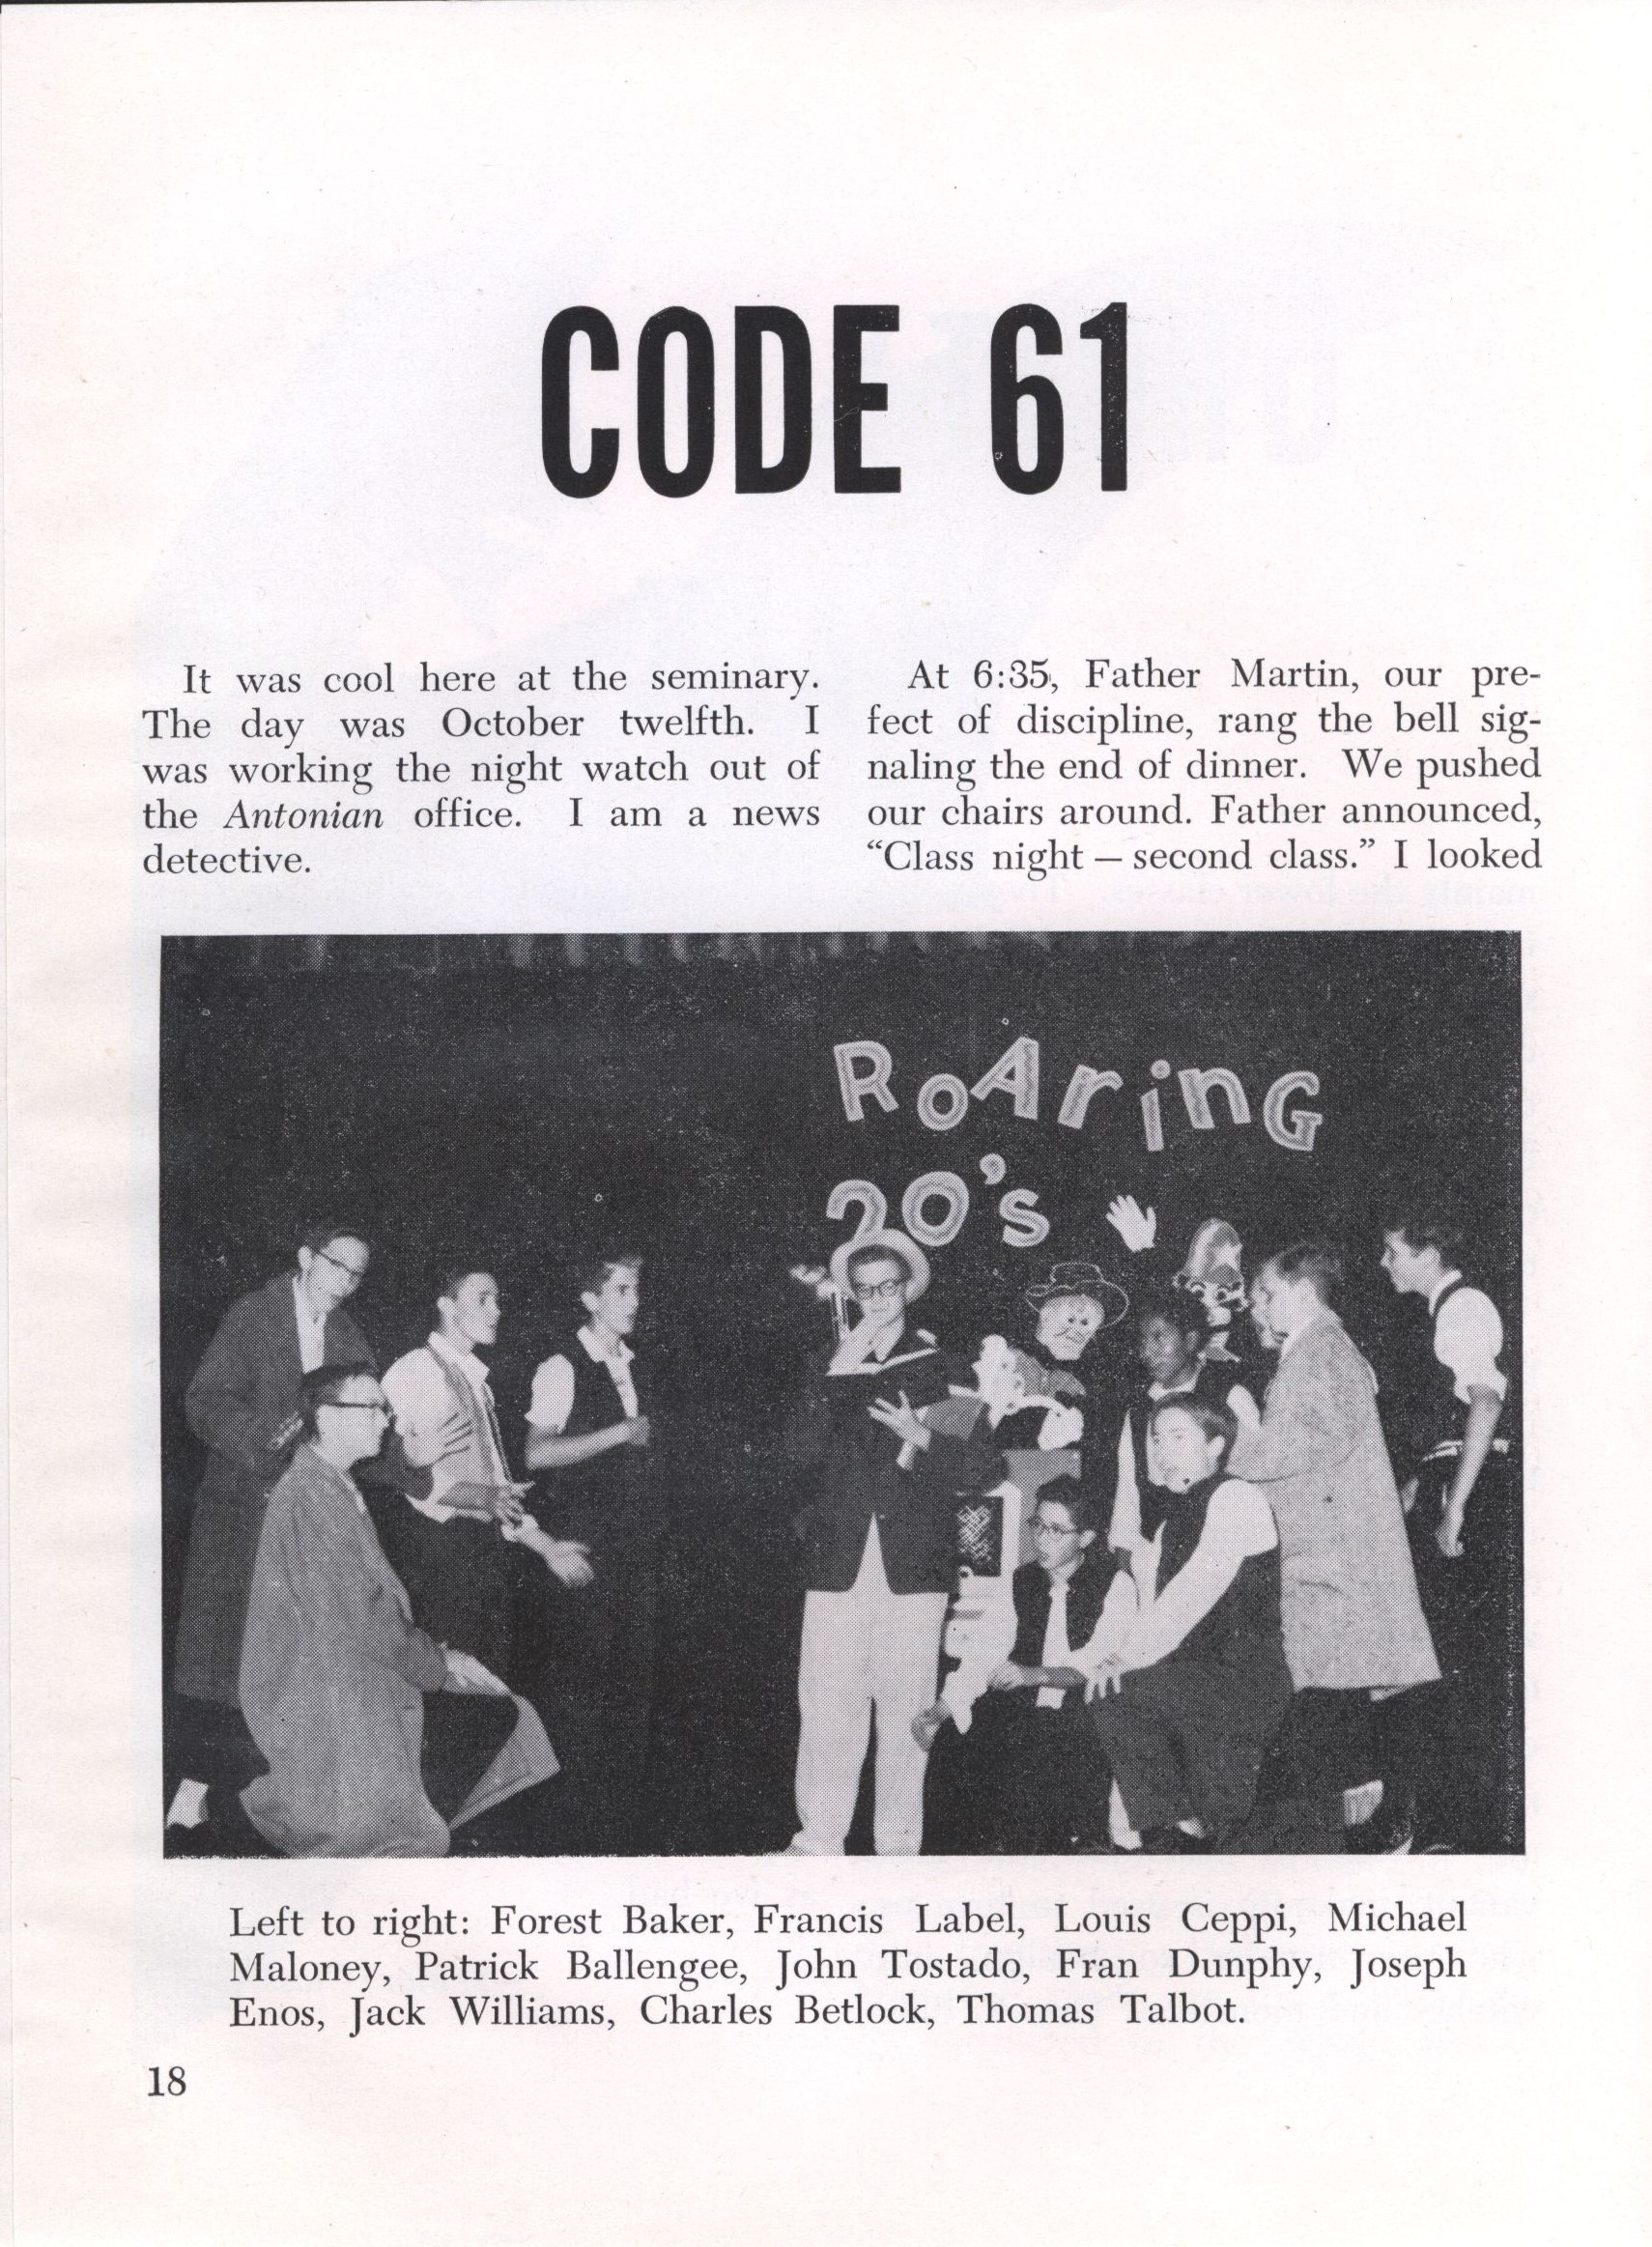 CODE 61
It was cool here at the seminary.
The day was October twelfth. I
was working the night watch out of
the Antonian office. I am a news
detective.
At 6:35, Father Martin, our pre-
fect of discipline, rang the bell sig-
naling the end of dinner. We pushed
our chairs around. Father announced,
“Class night — second class.” I looked
RoAring
20's
Left to right: Forest Baker, Francis Label, Louis Ceppi, Michael
Maloney, Patrick Ballengee, John Tostado, Fran Dunphy, Joseph
Enos, Jack Williams, Charles Betlock, Thomas Talbot.
18